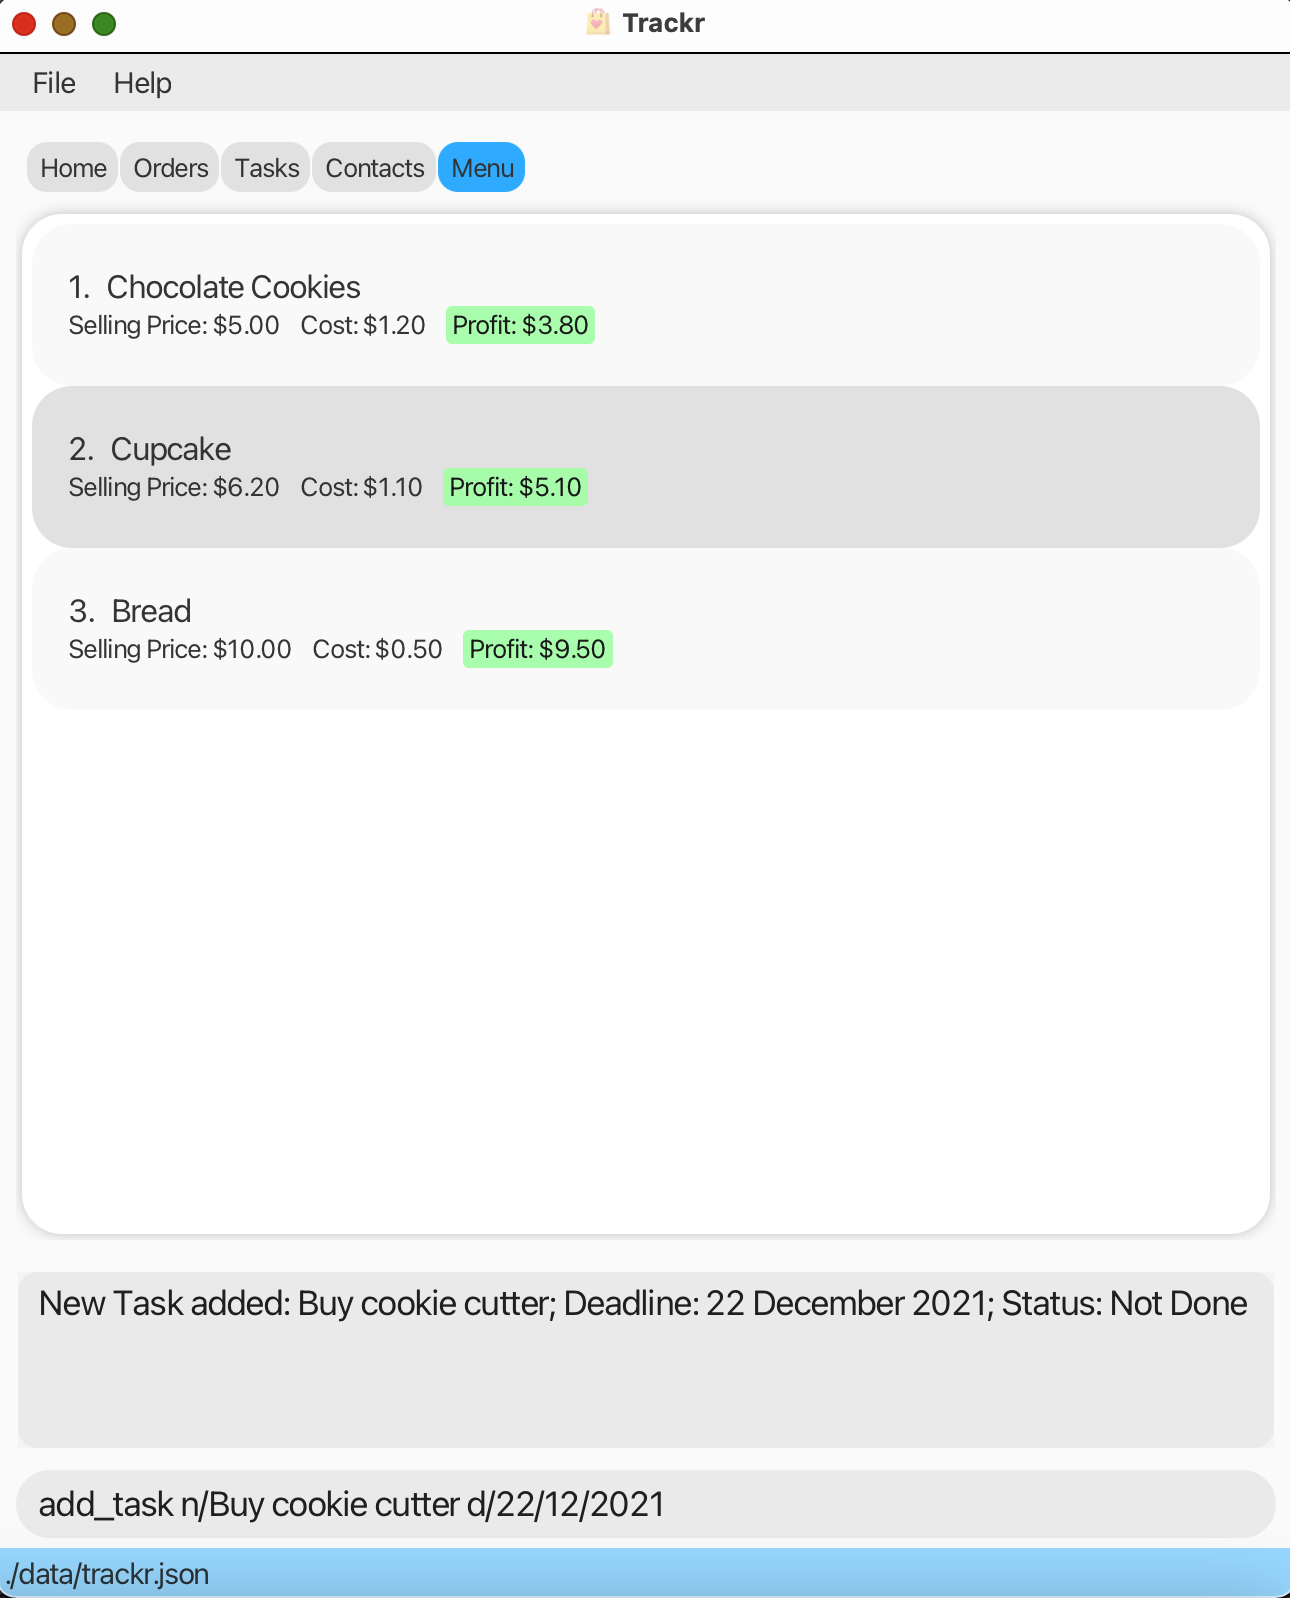 Trackr
File Help
Home Orders Tasks Contacts Menu
1. Chocolate Cookies
Selling Price: $5.00 Cost: $1.20 Profit: $3.80
2. Cupcake
Selling Price: $6.20 Cost: $1.10 Profit: $5.10
3. Bread
Selling Price: $10.00 Cost: $0.50 Profit: $9.50
New Task added: Buy cookie cutter; Deadline: 22 December 2021; Status: Not Done
add_task n/Buy cookie cutter d/22/12/2021
./data/trackr.json